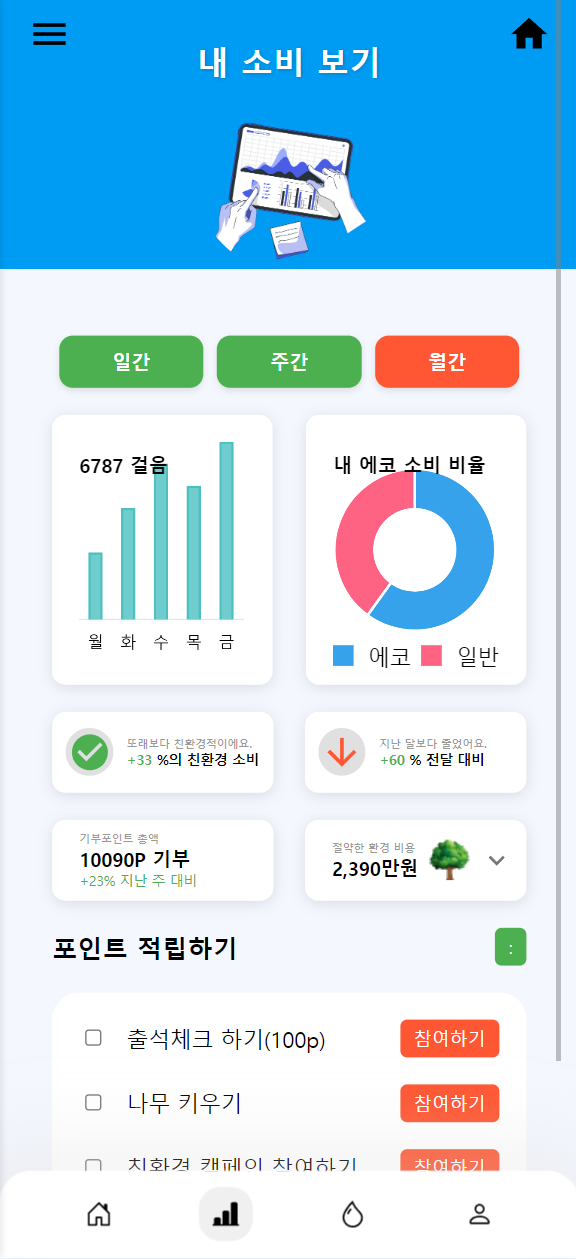 내 소비 보기
일간 주간 월간
6787 걸음
월 화 수 목 금
내 에코 소비 비율
에코 일반
또래보다 친환경적이에요.
+33 %의 친환경 소비
지난 달보다 줄었어요.
+60 % 전달 대비
기부포인트 총액
10090P 기부
+23% 지난 주 대비
절약한 환경 비용
2,390만원
포인트 적립하기 :
출석체크 하기(100p) 참여하기
나무 키우기 참여하기
친환경 캠페인 참여하기 참여하기